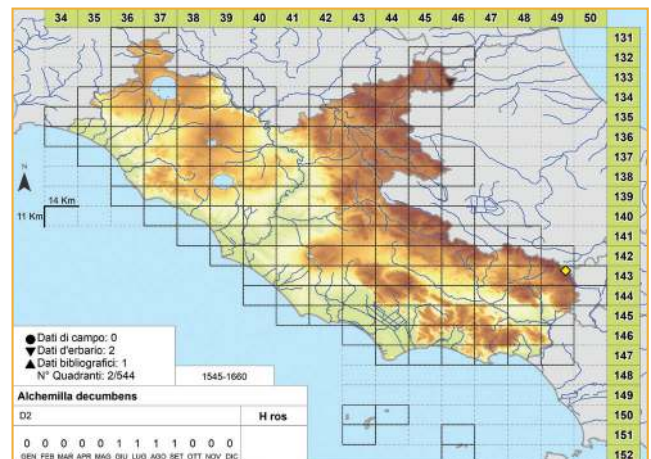 34 35 36 37 38 39 40 41 42 43 44 45 46 47 48 49 50
131
132
133
134
135
136
137
138
N
139
14 Km
140
11 Km
141
142
143
144
145
146
147
148
149
150
151
152
● Dati di campo: 0
▼ Dati d'erbario: 2
▲ Dati bibliografici: 1
N° Quadranti: 2/544
1545-1660
Alchemilla decumbens
D2 H ros
0 0 0 0 0 1 1 1 1 0 0 0
GEN FEB MAR APR MAG GIU LUG AGO SET OTT NOV DIC